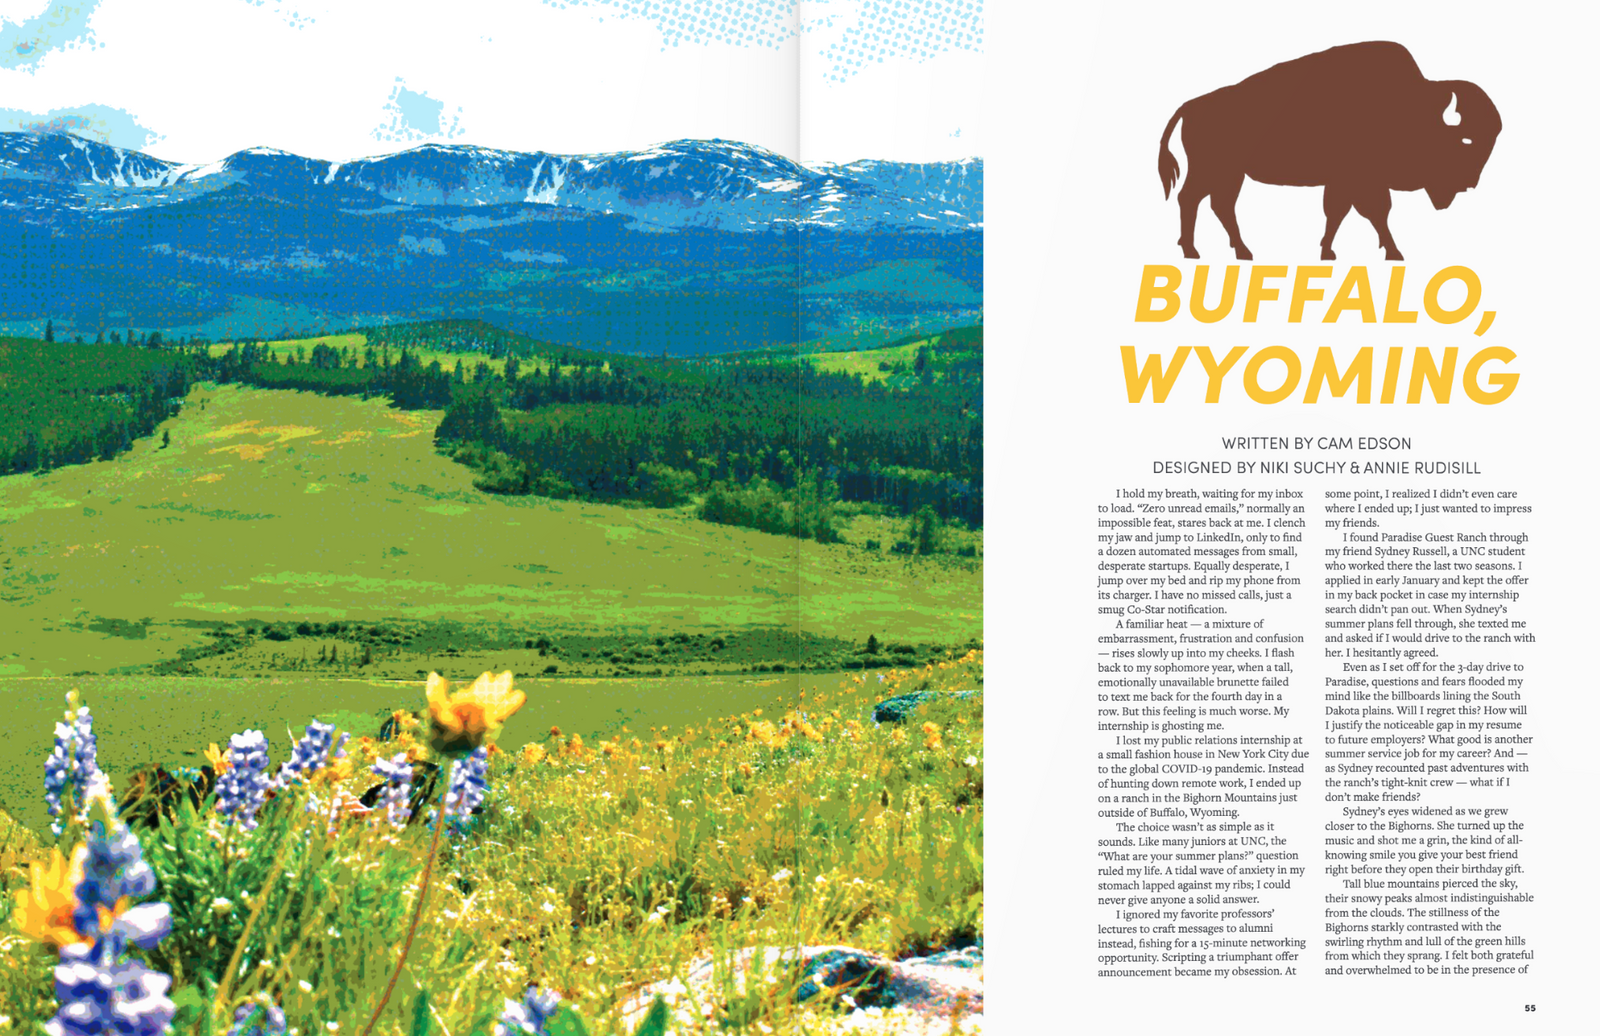 BUFFALO,
WYOMING
WRITTEN BY CAM EDSON
DESIGNED BY NIKI SUCHY & ANNIE RUDISILL
I hold my breath, waiting for my inbox
to load. “Zero unread emails,” normally an
impossible feat, stares back at me. I clench
my jaw and jump to LinkedIn, only to find
a dozen automated messages from small,
desperate startups. Equally desperate, I
jump over my bed and rip my phone from
its charger. I have no missed calls, just a
smug Co-Star notification.
A familiar heat — a mixture of
embarrassment, frustration and confusion
— rises slowly up into my cheeks. I flash
back to my sophomore year, when a tall,
emotionally unavailable brunette failed
to text me back for the fourth day in a
row. But this feeling is much worse. My
internship is ghosting me.
I lost my public relations internship at
a small fashion house in New York City due
to the global COVID-19 pandemic. Instead
of hunting down remote work, I ended up
on a ranch in the Bighorn Mountains just
outside of Buffalo, Wyoming.
The choice wasn’t as simple as it
sounds. Like many juniors at UNC, the
“What are your summer plans?” question
ruled my life. A tidal wave of anxiety in my
stomach lapped against my ribs; I could
never give anyone a solid answer.
I ignored my favorite professors’
lectures to craft messages to alumni
instead, fishing for a 15-minute networking
opportunity. Scripting a triumphant offer
announcement became my obsession. At
some point, I realized I didn’t even care
where I ended up; I just wanted to impress
my friends.
I found Paradise Guest Ranch through
my friend Sydney Russell, a UNC student
who worked there the last two seasons. I
applied in early January and kept the offer
in my back pocket in case my internship
search didn’t pan out. When Sydney’s
summer plans fell through, she texted me
and asked if I would drive to the ranch with
her. I hesitantly agreed.
Even as I set off for the 3-day drive to
Paradise, questions and fears flooded my
mind like the billboards lining the South
Dakota plains. Will I regret this? How will
I justify the noticeable gap in my resume
to future employers? What good is another
summer service job for my career? And —
as Sydney recounted past adventures with
the ranch’s tight-knit crew — what if I
don’t make friends?
Sydney’s eyes widened as we grew
closer to the Bighorns. She turned up the
music and shot me a grin, the kind of all-
knowing smile you give your best friend
right before they open their birthday gift.
Tall blue mountains pierced the sky,
their snowy peaks almost indistinguishable
from the clouds. The stillness of the
Bighorns starkly contrasted with the
swirling rhythm and lull of the green hills
from which they sprang. I felt both grateful
and overwhelmed to be in the presence of
55